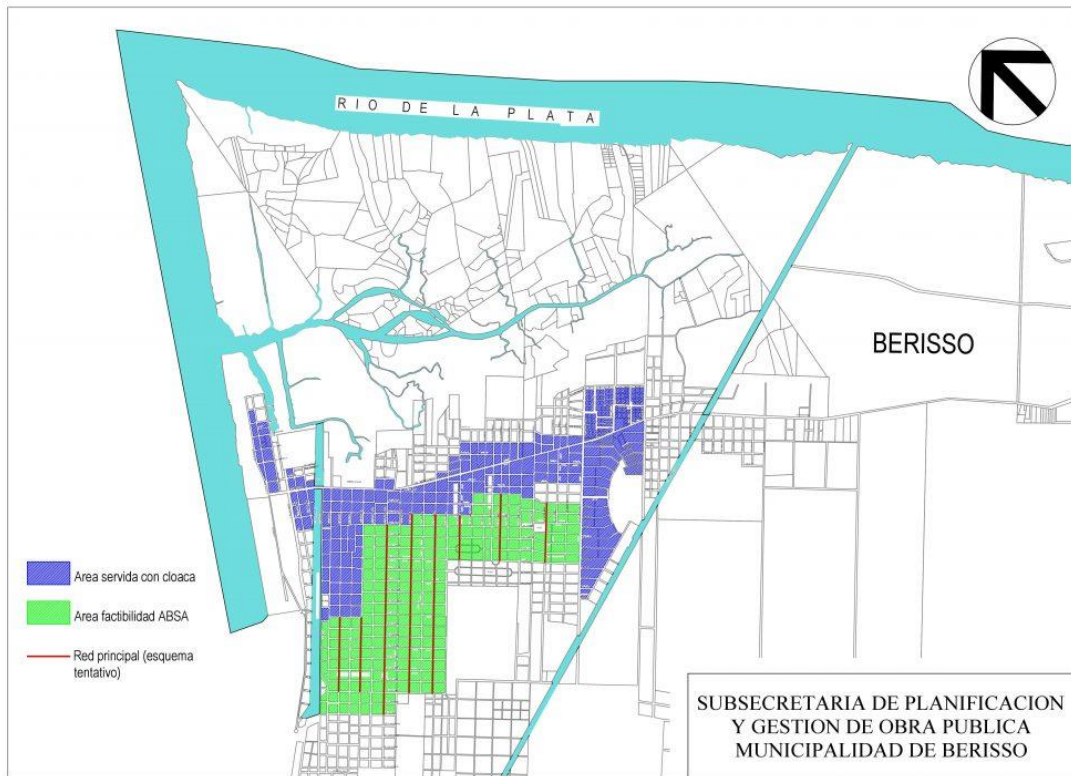 RIO DE LA PLATA
BERISSO
Area servida con cloaca
Area factibilidad ABSA
Red principal (esquema
tentativo)
SUBSECRETARIA DE PLANIFICACION
Y GESTION DE OBRA PUBLICA
MUNICIPALIDAD DE BERISSO